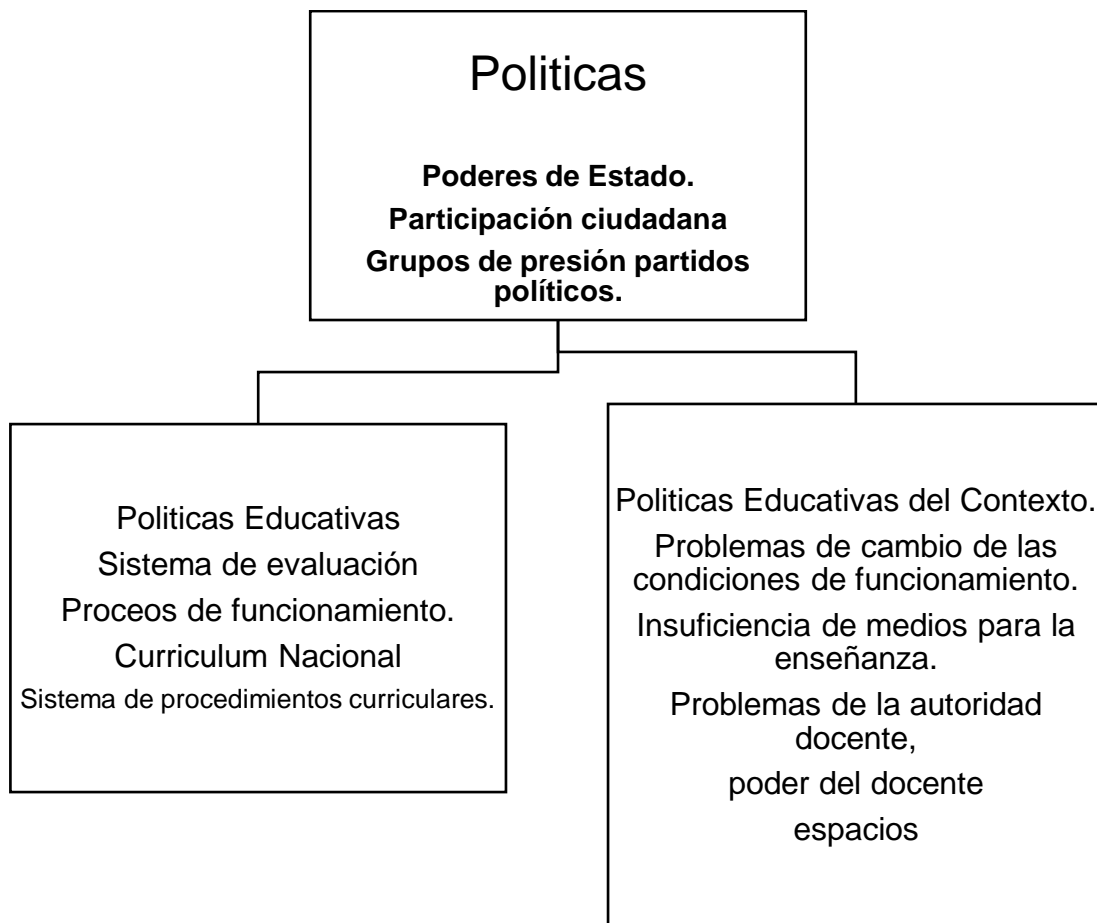 Politicas
Poderes de Estado.
Participación ciudadana
Grupos de presión partidos
políticos.
Politicas Educativas
Sistema de evaluación
Proceos de funcionamiento.
Curriculum Nacional
Sistema de procedimientos curriculares.
Politicas Educativas del Contexto.
Problemas de cambio de las
condiciones de funcionamiento.
Insuficiencia de medios para la
enseñanza.
Problemas de la autoridad
docente,
poder del docente
espacios